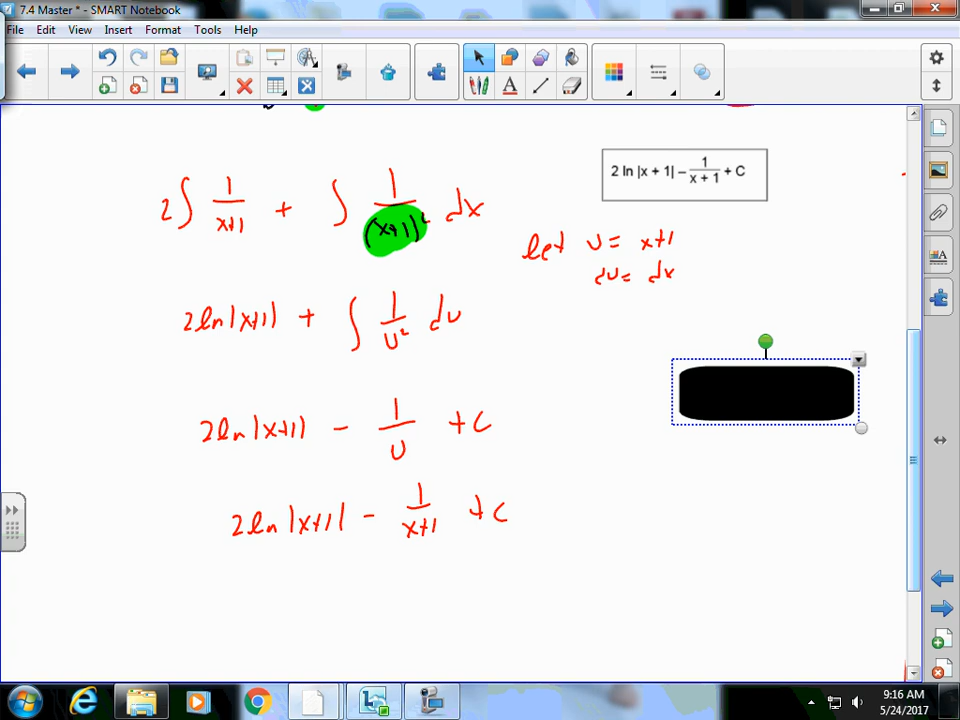 7.4 Master * - SMART Notebook
File Edit View Insert Format Tools Help
2 ln |x + 1| − 1/(x + 1) + C
2∫ 1/(x+1) + ∫ 1/(x+1)² dx
let u = x+1
du = dx
2ln|x+1| + ∫ 1/u² du
2ln|x+1| − 1/u + C
2ln|x+1| − 1/(x+1) + C
9:16 AM
5/24/2017